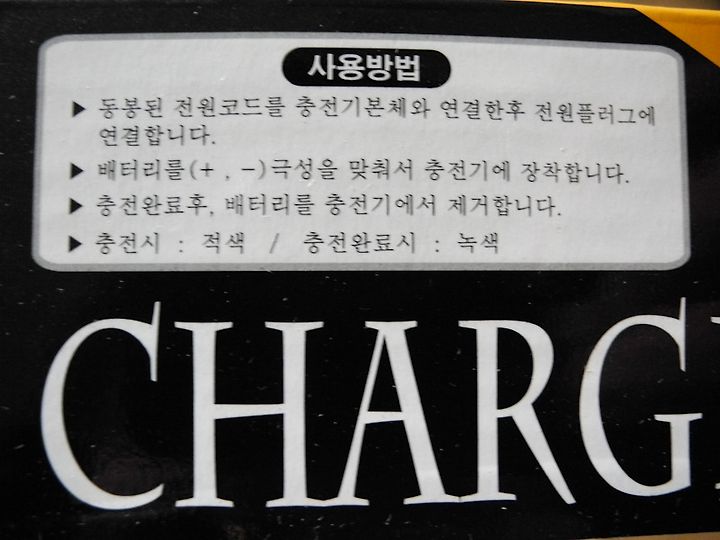 사용방법
▶ 동봉된 전원코드를 충전기본체와 연결한후 전원플러그에
연결합니다.
▶ 배터리를(+ , −)극성을 맞춰서 충전기에 장착합니다.
▶ 충전완료후, 배터리를 충전기에서 제거합니다.
▶ 충전시 : 적색 / 충전완료시 : 녹색
CHARG